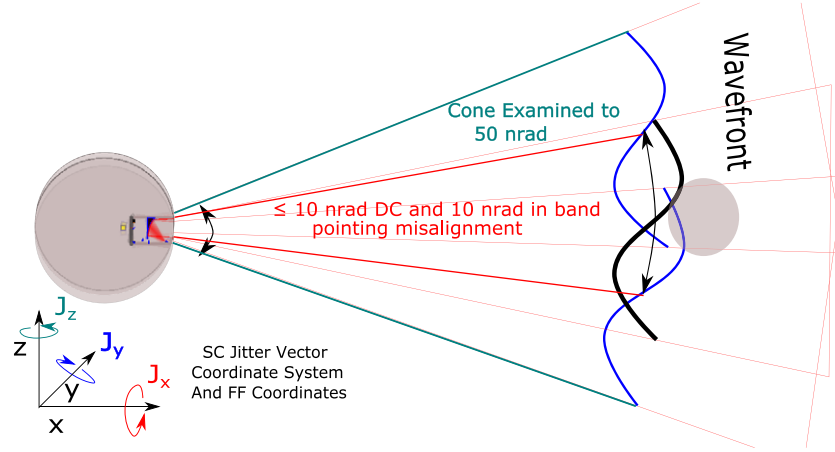 Wavefront
Cone Examined to
50 nrad
≤ 10 nrad DC and 10 nrad in band
pointing misalignment
Jz
Z
Jy
y
Jx
x
SC Jitter Vector
Coordinate System
And FF Coordinates